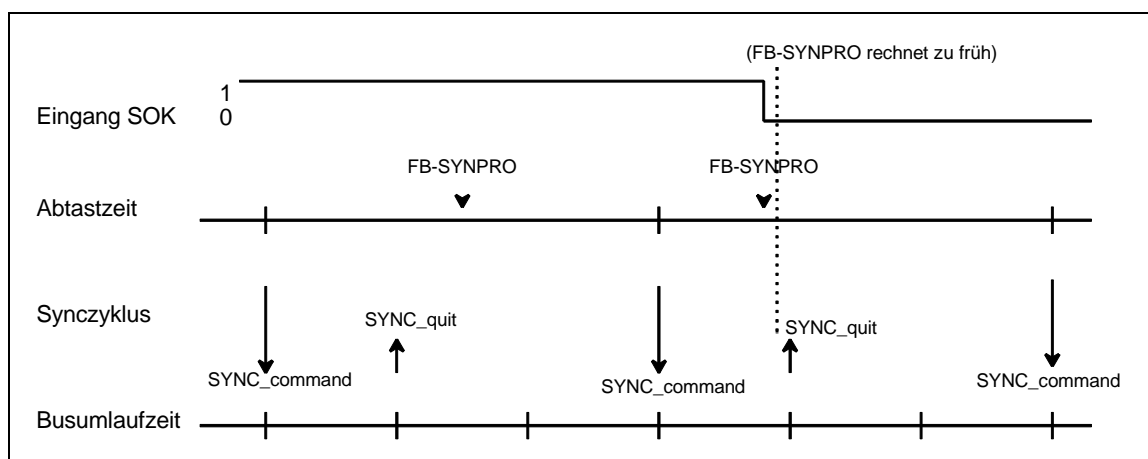 (FB-SYNPRO rechnet zu früh)
1
Eingang SOK
0
FB-SYNPRO
FB-SYNPRO
Abtastzeit
Synczyklus
SYNC_quit
SYNC_quit
SYNC_command
SYNC_command
SYNC_command
Busumlaufzeit